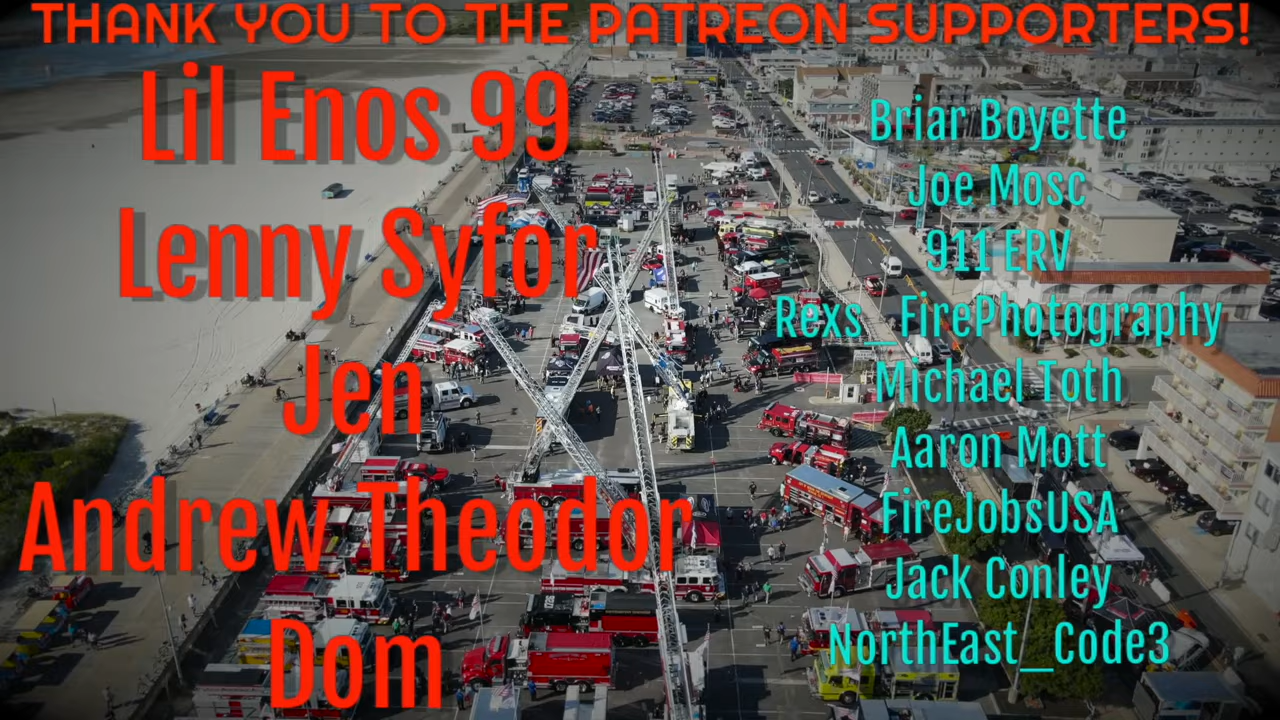 THANK YOU TO THE PATREON SUPPORTERS!
Lil Enos 99
Lenny Syfor
Jen
Andrew Theodor
Dom
Briar Boyette
Joe Mosc
911 ERV
Rexs_FirePhotography
Michael Toth
Aaron Mott
FireJobsUSA
Jack Conley
NorthEast_Code3